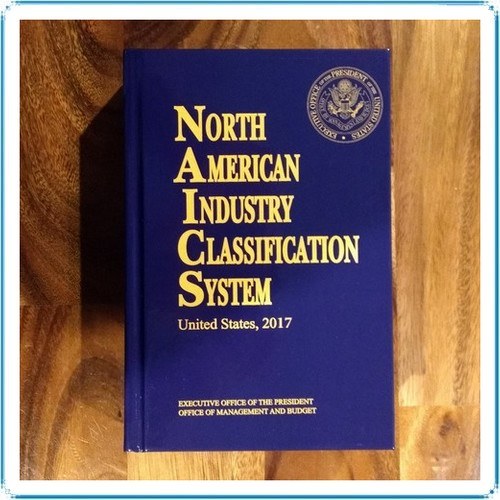 EXECUTIVE OFFICE OF THE PRESIDENT OF THE UNITED STATES
NORTH
AMERICAN
INDUSTRY
CLASSIFICATION
SYSTEM
United States, 2017
EXECUTIVE OFFICE OF THE PRESIDENT
OFFICE OF MANAGEMENT AND BUDGET